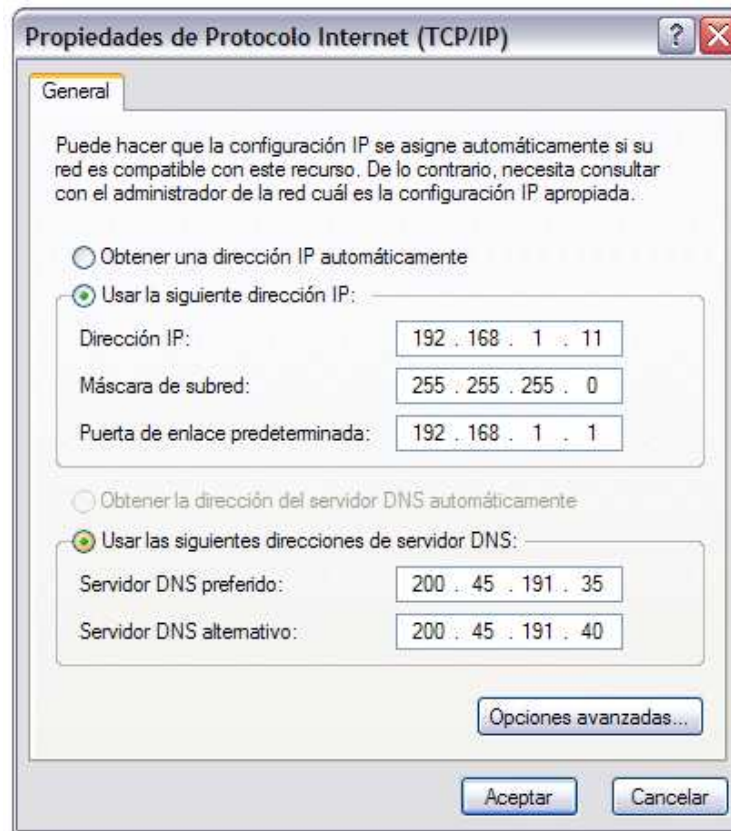 Propiedades de Protocolo Internet (TCP/IP)
General
Puede hacer que la configuración IP se asigne automáticamente si su
red es compatible con este recurso. De lo contrario, necesita consultar
con el administrador de la red cuál es la configuración IP apropiada.
Obtener una dirección IP automáticamente
Usar la siguiente dirección IP:
Dirección IP: 192 . 168 . 1 . 11
Máscara de subred: 255 . 255 . 255 . 0
Puerta de enlace predeterminada: 192 . 168 . 1 . 1
Obtener la dirección del servidor DNS automáticamente
Usar las siguientes direcciones de servidor DNS:
Servidor DNS preferido: 200 . 45 . 191 . 35
Servidor DNS alternativo: 200 . 45 . 191 . 40
Opciones avanzadas...
Aceptar Cancelar